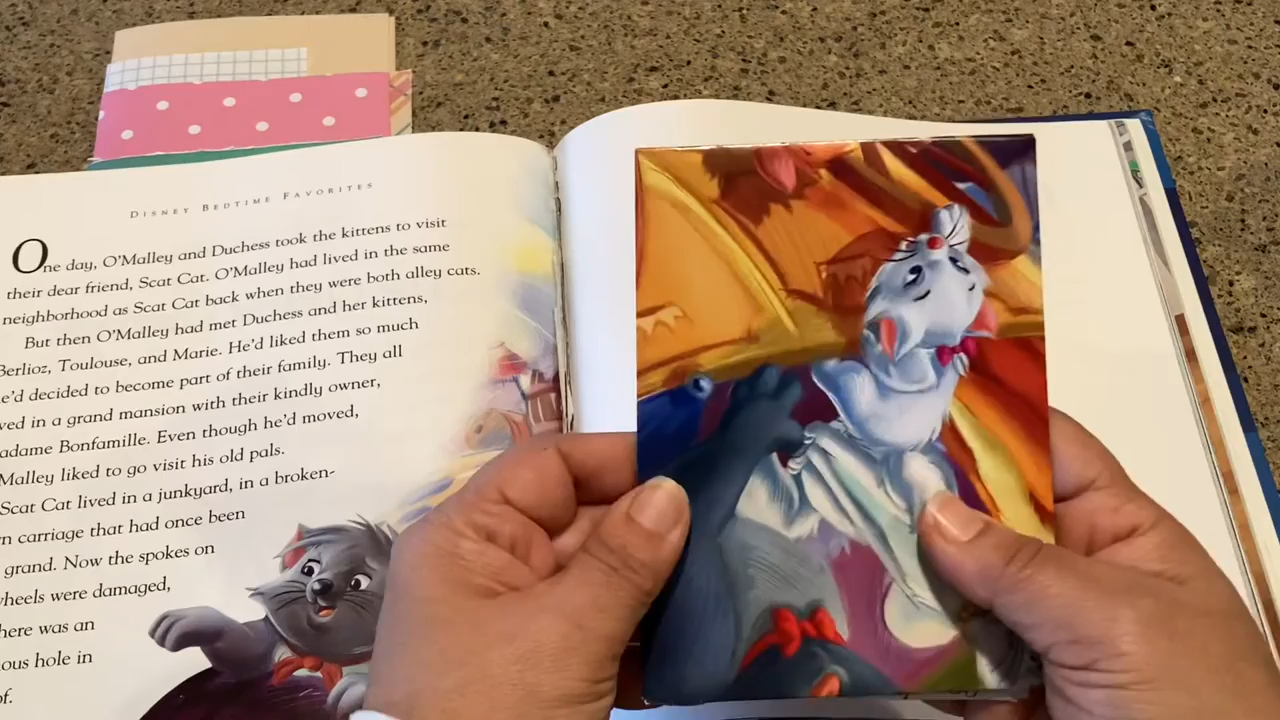 DISNEY BEDTIME FAVORITES
One day, O'Malley and Duchess took the kittens to visit
their dear friend, Scat Cat. O'Malley had lived in the same
neighborhood as Scat Cat back when they were both alley cats.
But then O'Malley had met Duchess and her kittens,
Berlioz, Toulouse, and Marie. He'd liked them so much
e'd decided to become part of their family. They all
ved in a grand mansion with their kindly owner,
adame Bonfamille. Even though he'd moved,
Malley liked to go visit his old pals.
Scat Cat lived in a junkyard, in a broken-
n carriage that had once been
grand. Now the spokes on
wheels were damaged,
here was an
ous hole in
of.